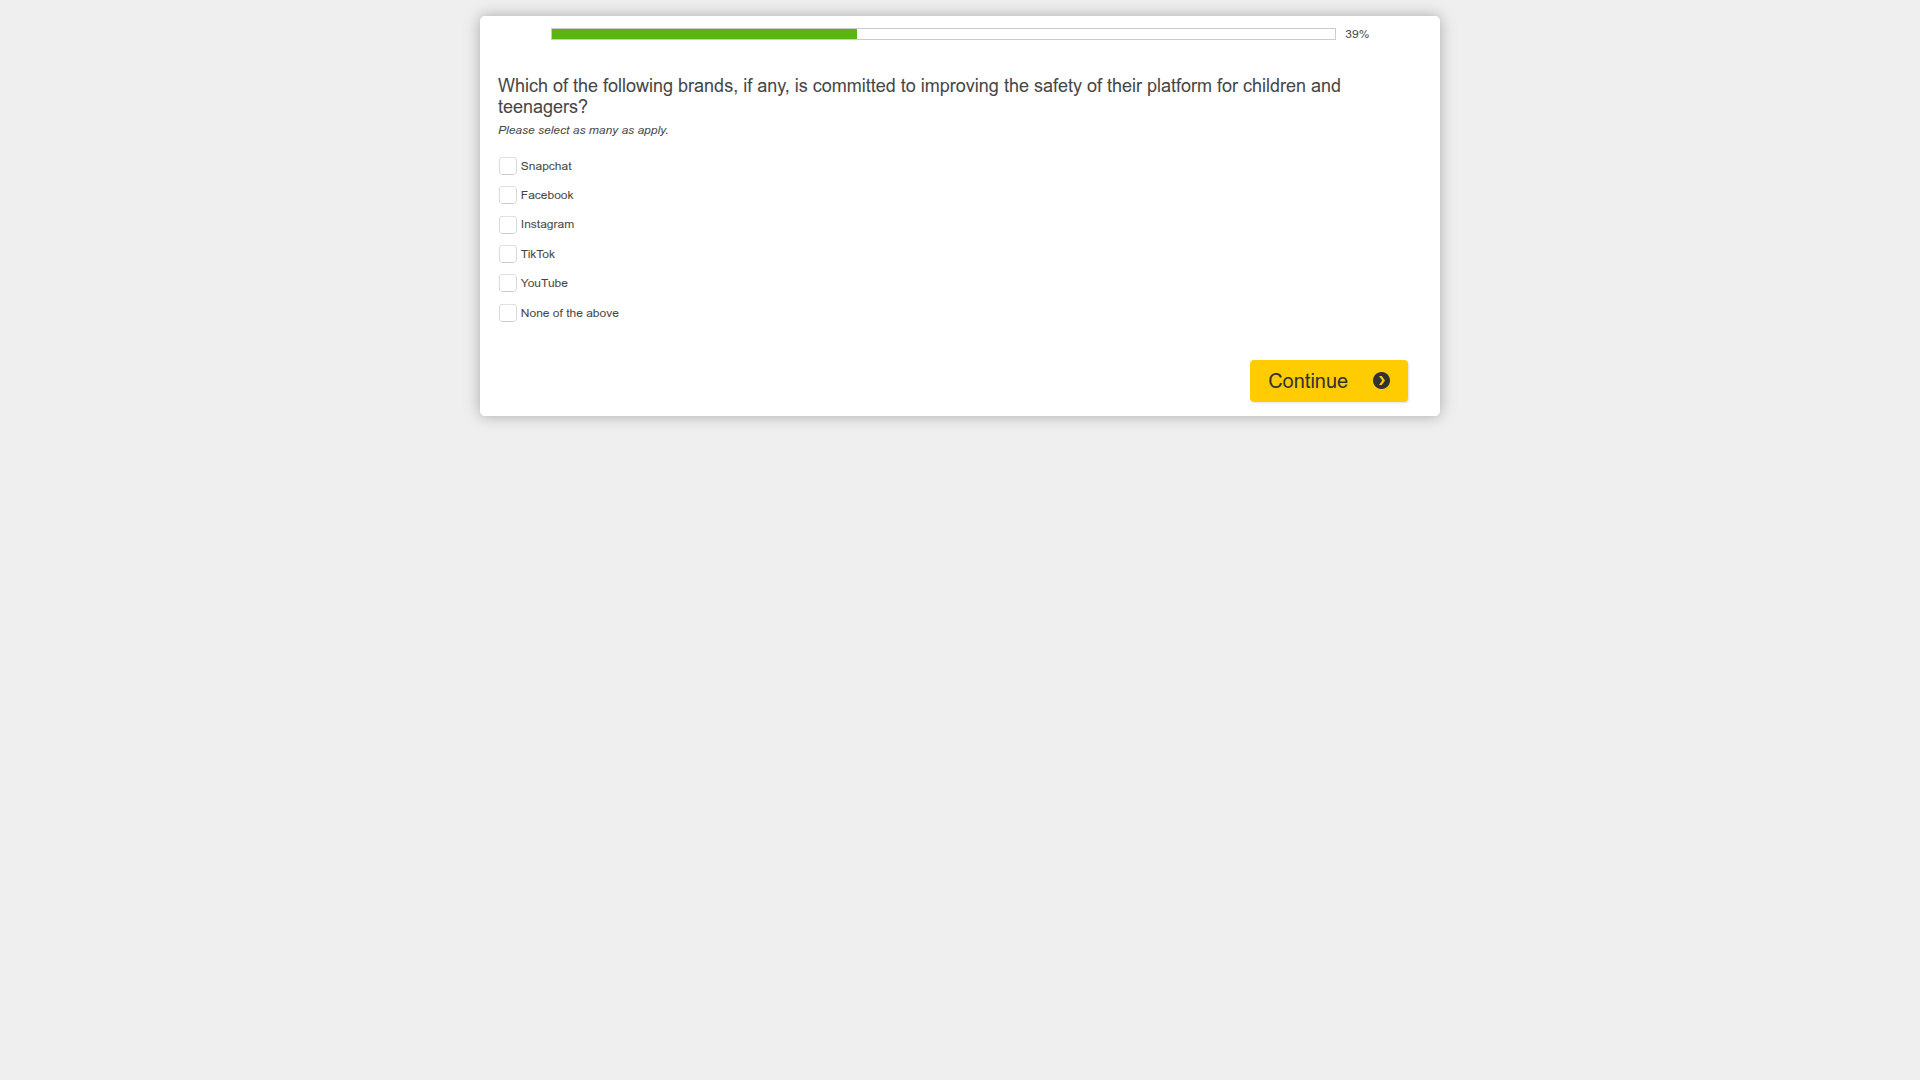 39%
Which of the following brands, if any, is committed to improving the safety of their platform for children and
teenagers?
Please select as many as apply.
Snapchat
Facebook
Instagram
TikTok
YouTube
None of the above
Continue